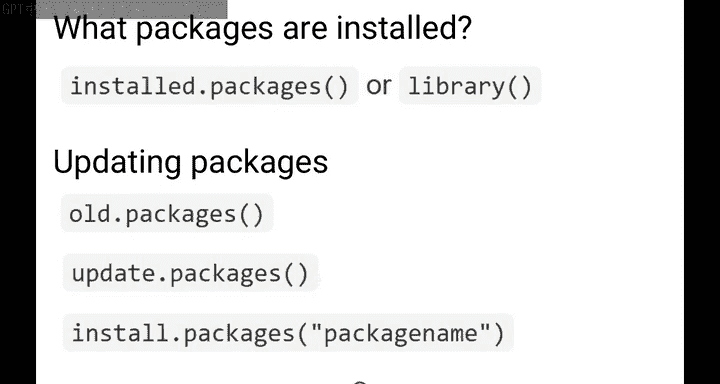 What packages are installed?
installed.packages() or library()
Updating packages
old.packages()
update.packages()
install.packages("packagename")